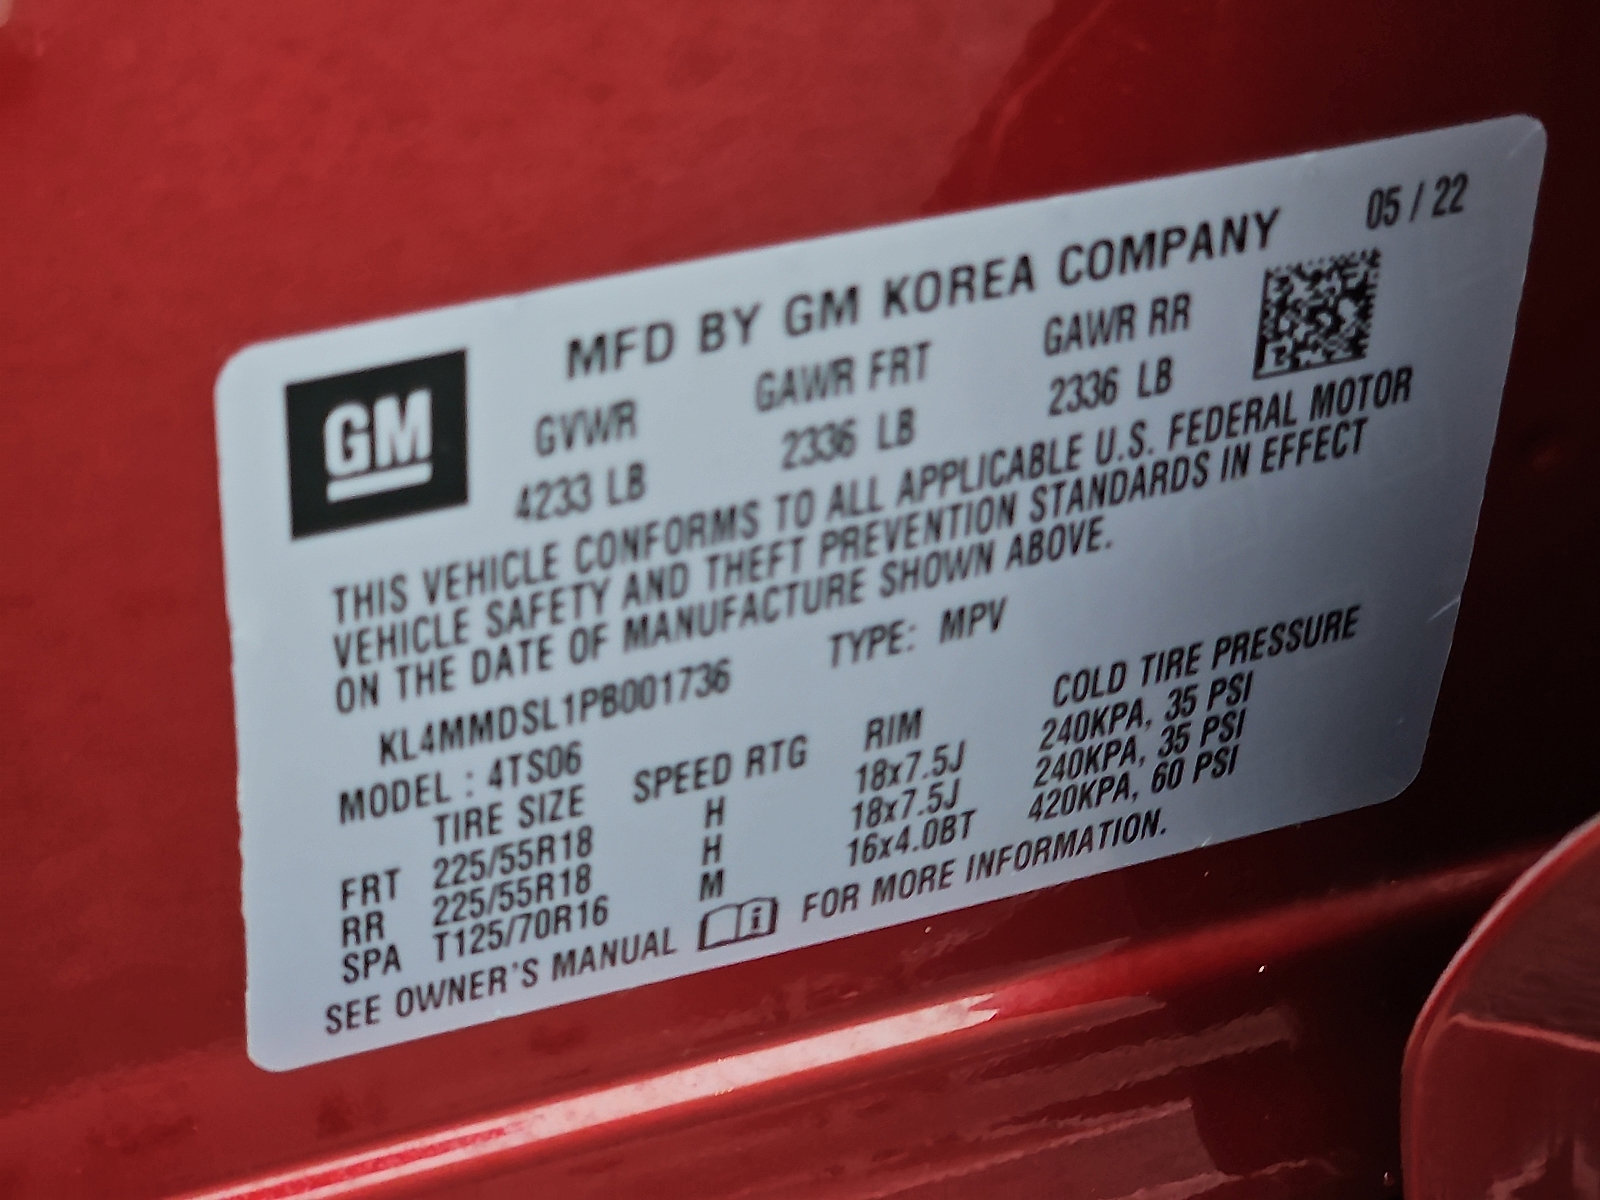 05 / 22
MFD BY GM KOREA COMPANY
GM
GVWR GAWR FRT GAWR RR
4233 LB 2336 LB 2336 LB
THIS VEHICLE CONFORMS TO ALL APPLICABLE U.S. FEDERAL MOTOR
VEHICLE SAFETY AND THEFT PREVENTION STANDARDS IN EFFECT
ON THE DATE OF MANUFACTURE SHOWN ABOVE.
KL4MMDSL1PB001736 TYPE: MPV
MODEL : 4TS06
TIRE SIZE SPEED RTG RIM COLD TIRE PRESSURE
FRT 225/55R18 H 18x7.5J 240KPA, 35 PSI
RR 225/55R18 H 18x7.5J 240KPA, 35 PSI
SPA T125/70R16 M 16x4.0BT 420KPA, 60 PSI
SEE OWNER'S MANUAL FOR MORE INFORMATION.